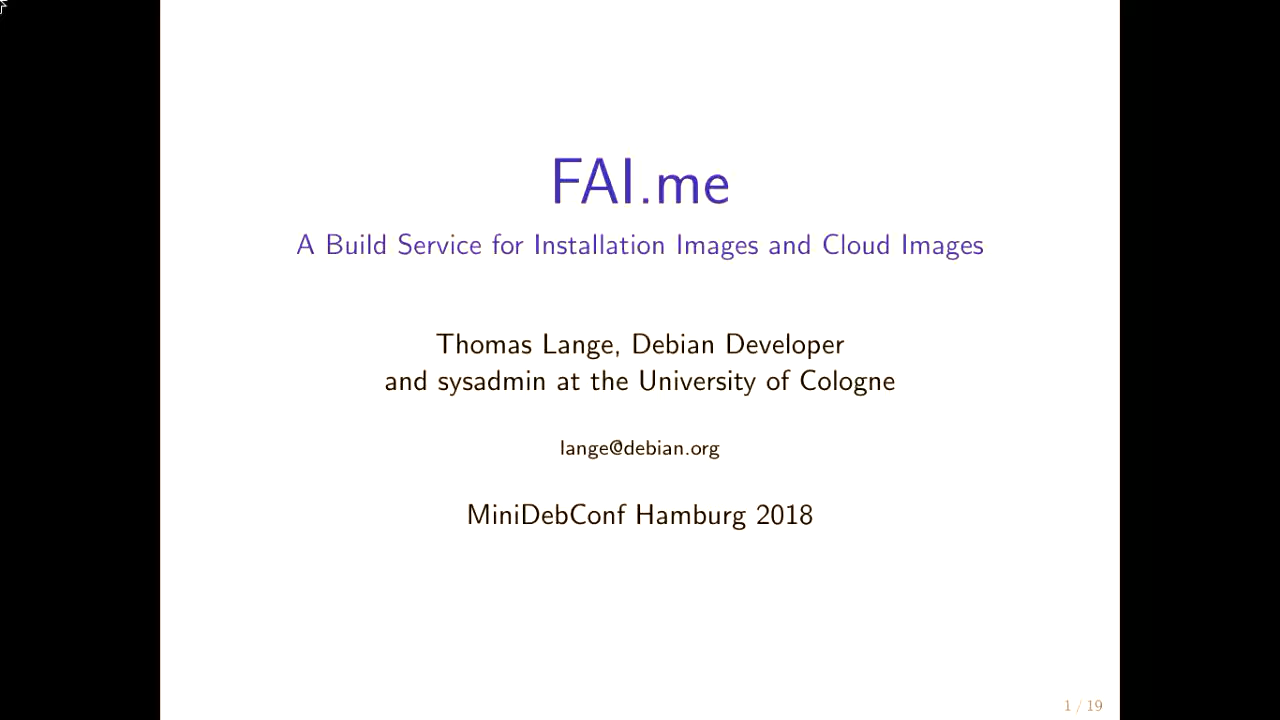 FAI.me
A Build Service for Installation Images and Cloud Images
Thomas Lange, Debian Developer
and sysadmin at the University of Cologne
lange@debian.org
MiniDebConf Hamburg 2018
1 / 19